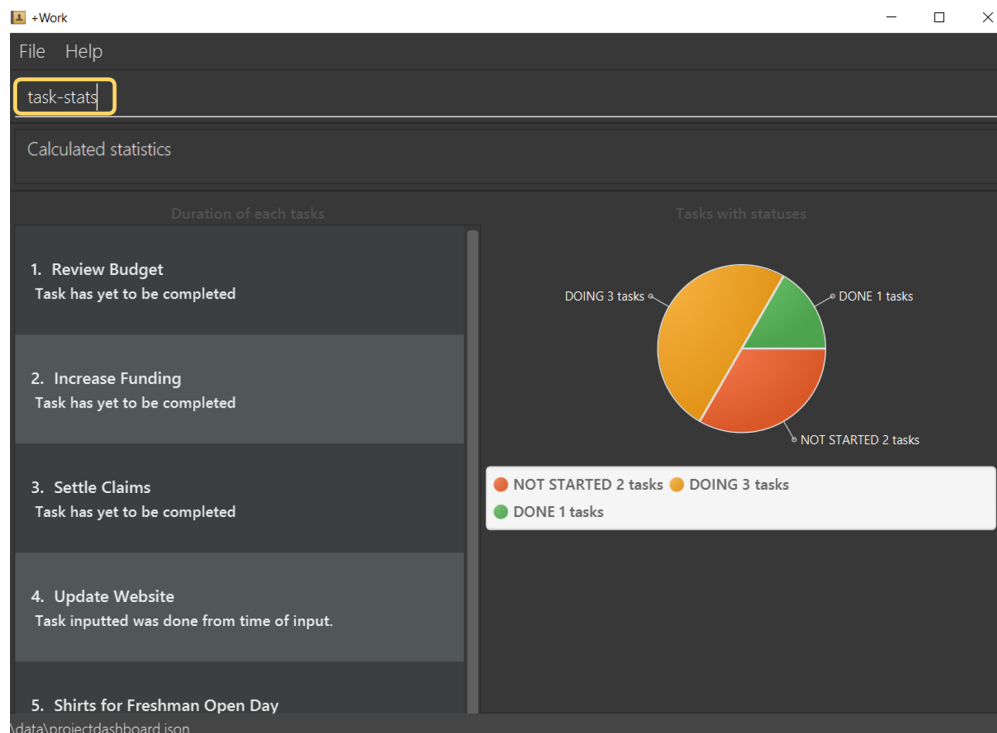 +Work
File Help
task-stats
Calculated statistics
Duration of each tasks
1. Review Budget
Task has yet to be completed
2. Increase Funding
Task has yet to be completed
3. Settle Claims
Task has yet to be completed
4. Update Website
Task inputted was done from time of input.
5. Shirts for Freshman Open Day
Tasks with statuses
DOING 3 tasks
DONE 1 tasks
NOT STARTED 2 tasks
NOT STARTED 2 tasks DOING 3 tasks
DONE 1 tasks
\data\projectdashboard.json